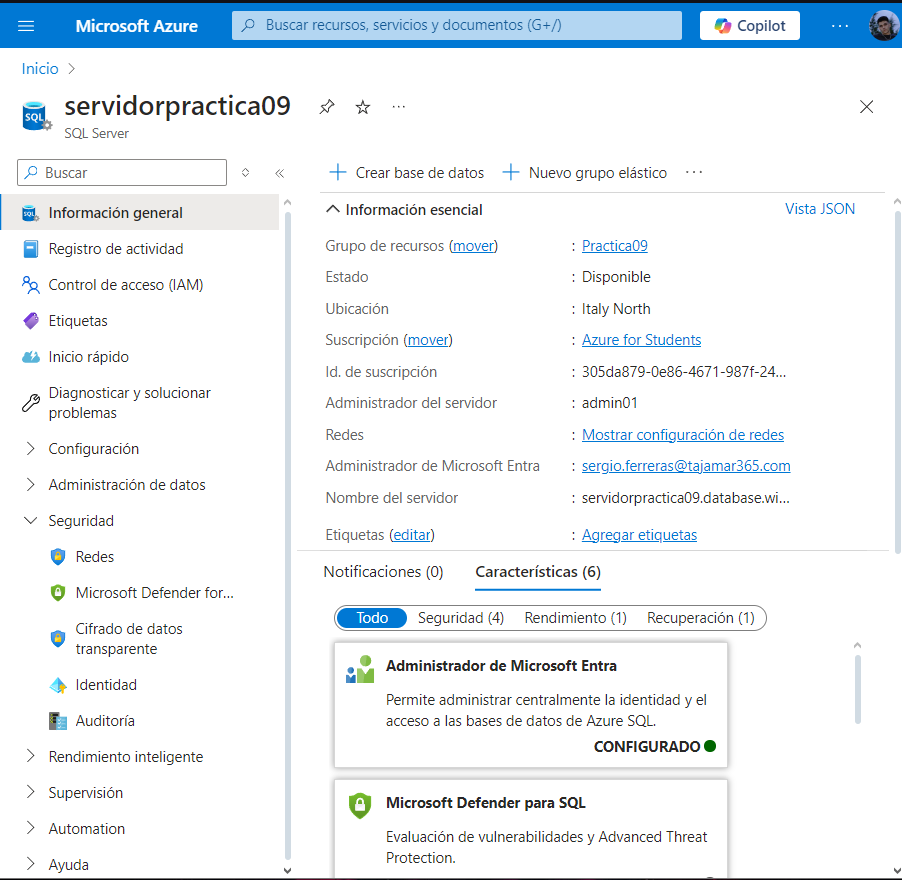 Microsoft Azure
Buscar recursos, servicios y documentos (G+/)
Copilot
...
Inicio
SQL
servidorpractica09
...
SQL Server
Buscar
Crear base de datos
Nuevo grupo elástico
...
SQL
Información general
Registro de actividad
Control de acceso (IAM)
Etiquetas
Inicio rápido
Diagnosticar y solucionar
problemas
Configuración
Administración de datos
Seguridad
Redes
Microsoft Defender for...
Cifrado de datos
transparente
Identidad
Auditoría
Rendimiento inteligente
Supervisión
Automation
Ayuda
Información esencial
Vista JSON
Grupo de recursos (mover) : Practica09
Estado : Disponible
Ubicación : Italy North
Suscripción (mover) : Azure for Students
Id. de suscripción : 305da879-0e86-4671-987f-24...
Administrador del servidor : admin01
Redes : Mostrar configuración de redes
Administrador de Microsoft Entra : sergio.ferreras@tajamar365.com
Nombre del servidor : servidorpractica09.database.wi...
Etiquetas (editar) : Agregar etiquetas
Notificaciones (0) Características (6)
Todo Seguridad (4) Rendimiento (1) Recuperación (1)
Administrador de Microsoft Entra
Permite administrar centralmente la identidad y el
acceso a las bases de datos de Azure SQL.
CONFIGURADO
Microsoft Defender para SQL
Evaluación de vulnerabilidades y Advanced Threat
Protection.